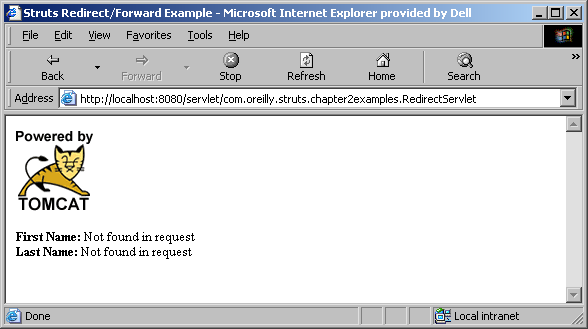 Struts Redirect/Forward Example - Microsoft Internet Explorer provided by Dell
File Edit View Favorites Tools Help
Back Forward Stop Refresh Home Search »
Address http://localhost:8080/servlet/com.oreilly.struts.chapter2examples.RedirectServlet
Powered by
TOMCAT
First Name: Not found in request
Last Name: Not found in request
Done Local intranet